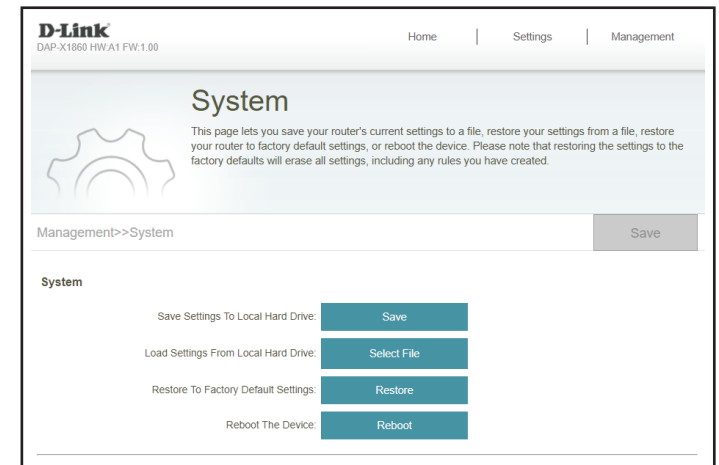 D-Link
DAP-X1860 HW:A1 FW:1.00
Home | Settings | Management
System
This page lets you save your router's current settings to a file, restore your settings from a file, restore
your router to factory default settings, or reboot the device. Please note that restoring the settings to the
factory defaults will erase all settings, including any rules you have created.
Management>>System
Save
System
Save Settings To Local Hard Drive: Save
Load Settings From Local Hard Drive: Select File
Restore To Factory Default Settings: Restore
Reboot The Device: Reboot